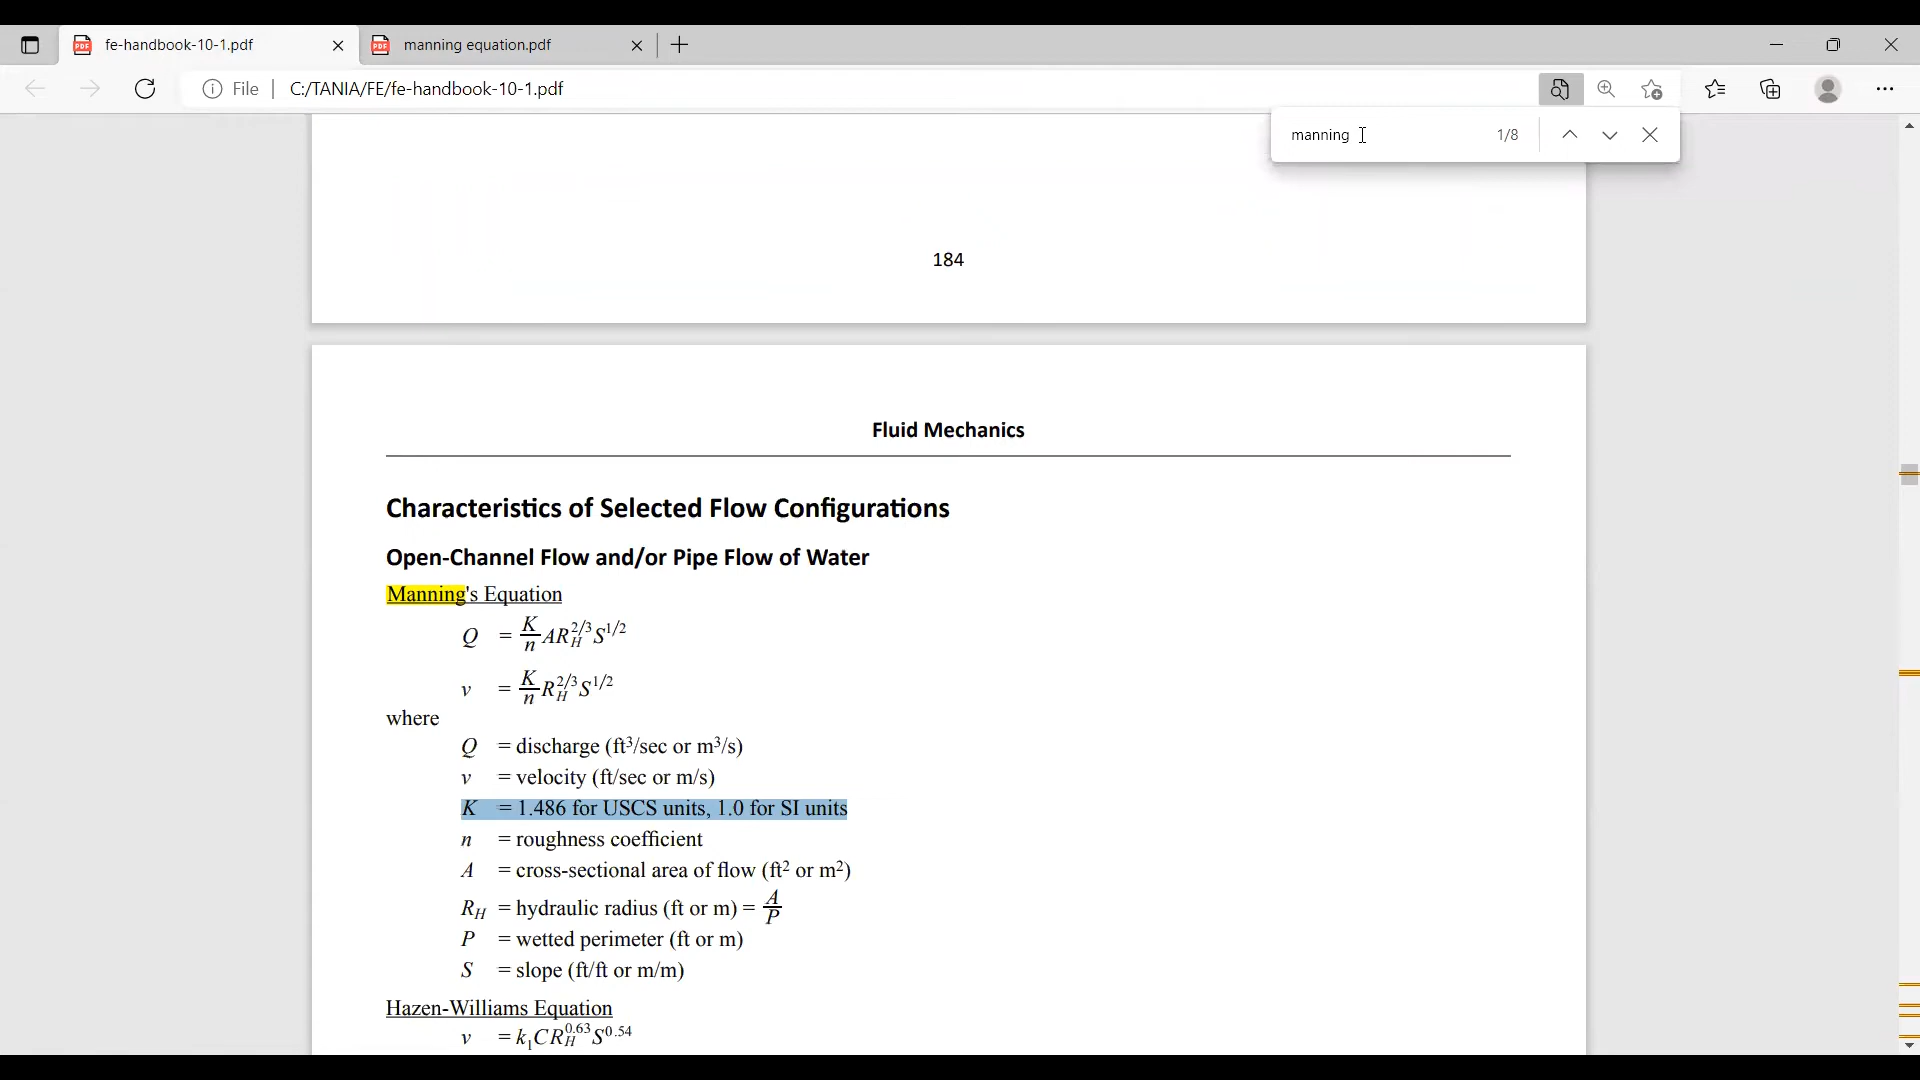 fe-handbook-10-1.pdf
manning equation.pdf
File
C:/TANIA/FE/fe-handbook-10-1.pdf
manning
1/8
184
Fluid Mechanics
Characteristics of Selected Flow Configurations
Open-Channel Flow and/or Pipe Flow of Water
Manning's Equation
Q = K/n AR_H^2/3 S^1/2
v = K/n R_H^2/3 S^1/2
where
Q = discharge (ft³/sec or m³/s)
v = velocity (ft/sec or m/s)
K = 1.486 for USCS units, 1.0 for SI units
n = roughness coefficient
A = cross-sectional area of flow (ft² or m²)
R_H = hydraulic radius (ft or m) = A/P
P = wetted perimeter (ft or m)
S = slope (ft/ft or m/m)
Hazen-Williams Equation
v = k₁CR_H^0.63 S^0.54